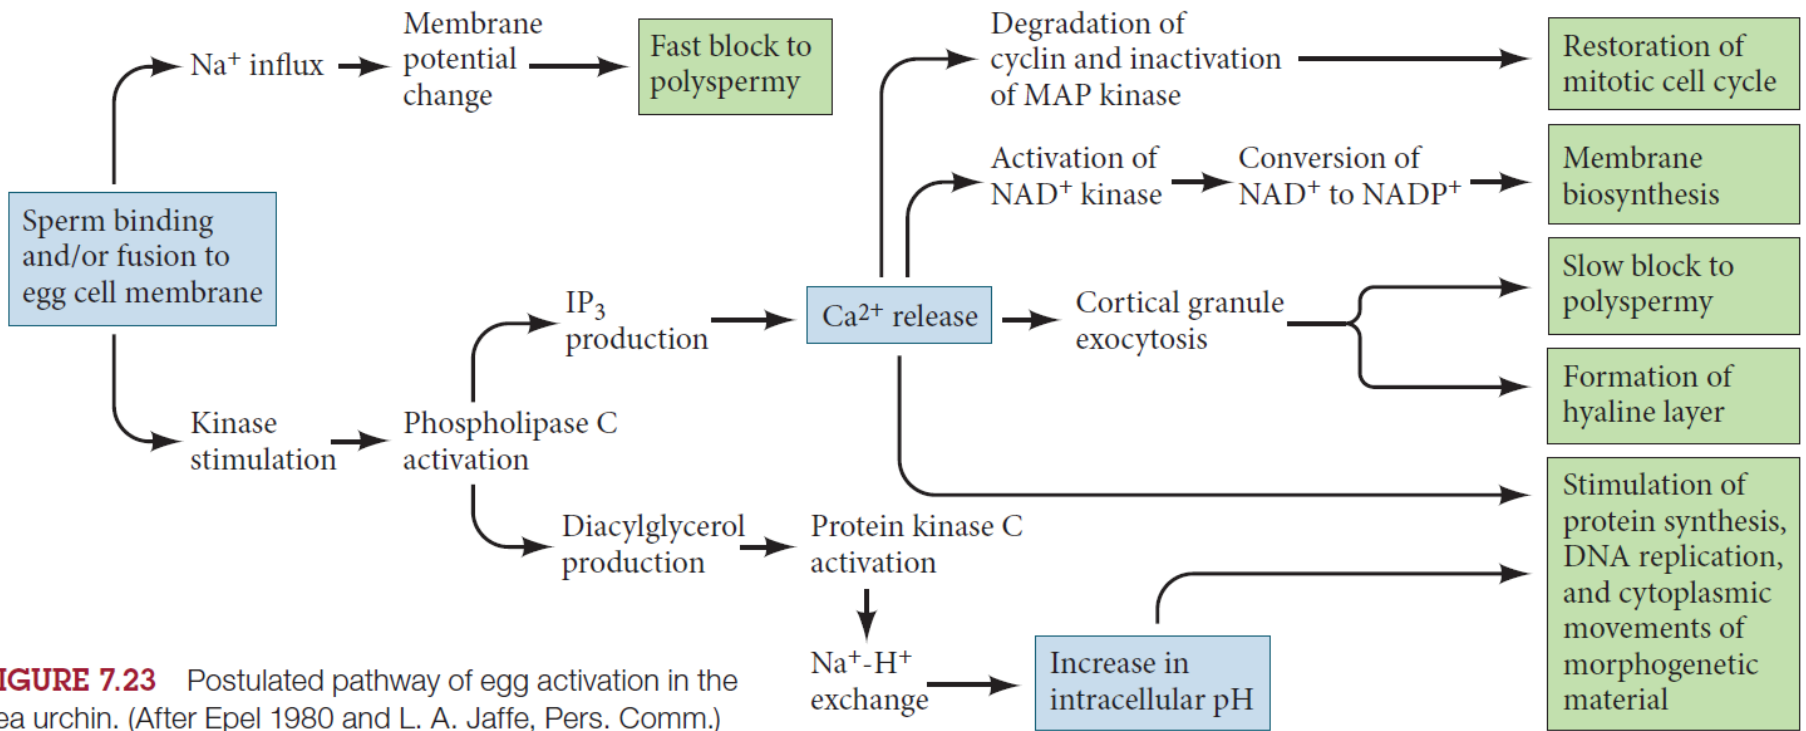 Na⁺ influx
Membrane
potential
change
Fast block to
polyspermy
Degradation of
cyclin and inactivation
of MAP kinase
Restoration of
mitotic cell cycle
Activation of
NAD⁺ kinase
Conversion of
NAD⁺ to NADP⁺
Membrane
biosynthesis
Sperm binding
and/or fusion to
egg cell membrane
IP₃
production
Ca²⁺ release
Cortical granule
exocytosis
Slow block to
polyspermy
Formation of
hyaline layer
Kinase
stimulation
Phospholipase C
activation
Diacylglycerol
production
Protein kinase C
activation
Na⁺-H⁺
exchange
Increase in
intracellular pH
Stimulation of
protein synthesis,
DNA replication,
and cytoplasmic
movements of
morphogenetic
material
IGURE 7.23 Postulated pathway of egg activation in the
ea urchin. (After Epel 1980 and L. A. Jaffe, Pers. Comm.)